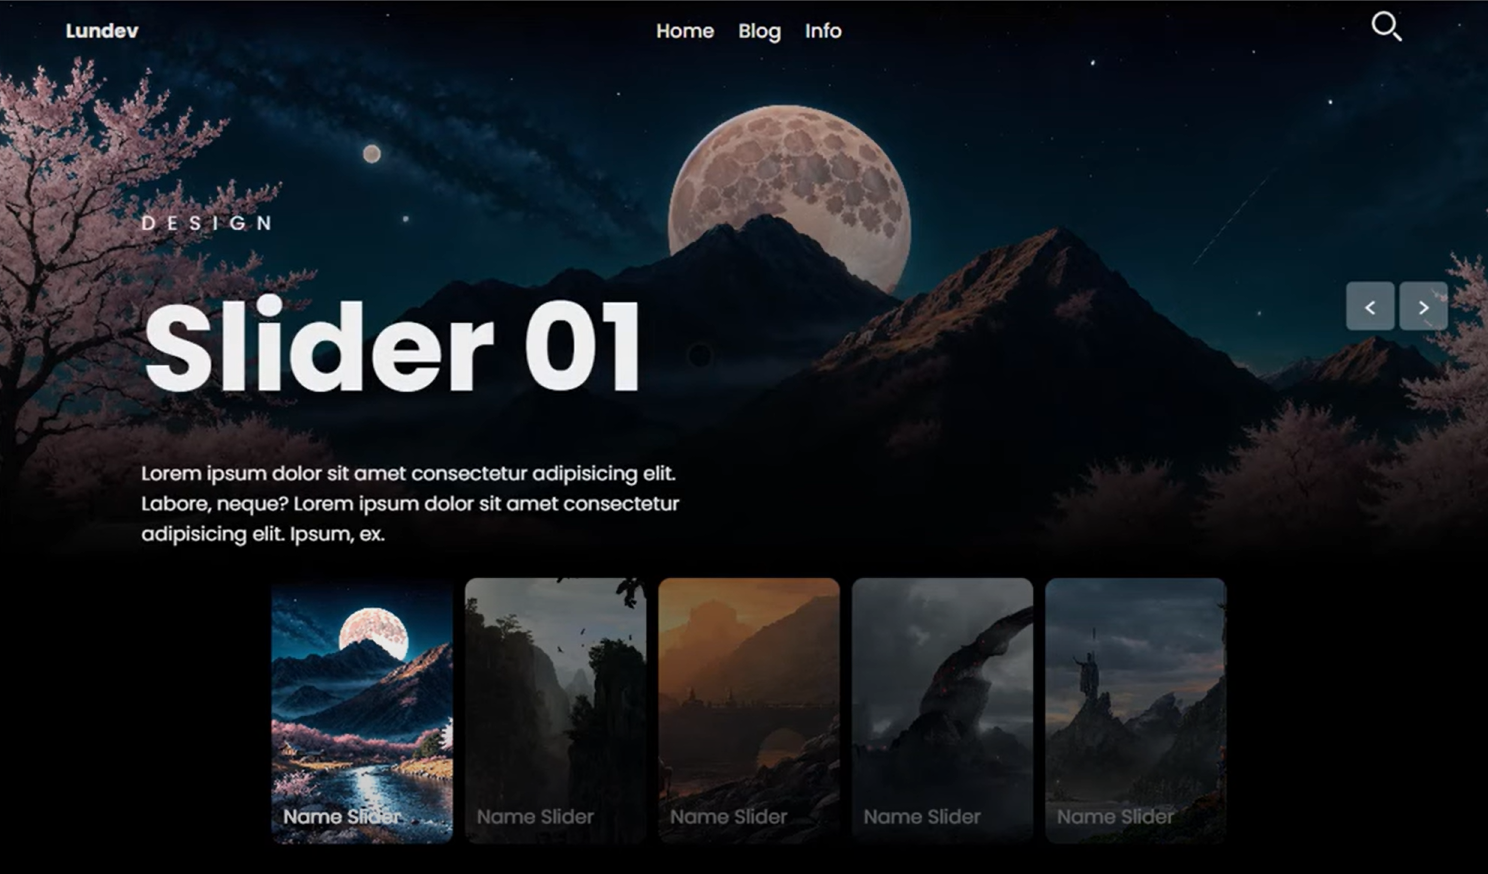 Lundev
Home Blog Info
DESIGN
Slider 01
Lorem ipsum dolor sit amet consectetur adipisicing elit.
Labore, neque? Lorem ipsum dolor sit amet consectetur
adipisicing elit. Ipsum, ex.
Name Slider
Name Slider
Name Slider
Name Slider
Name Slider